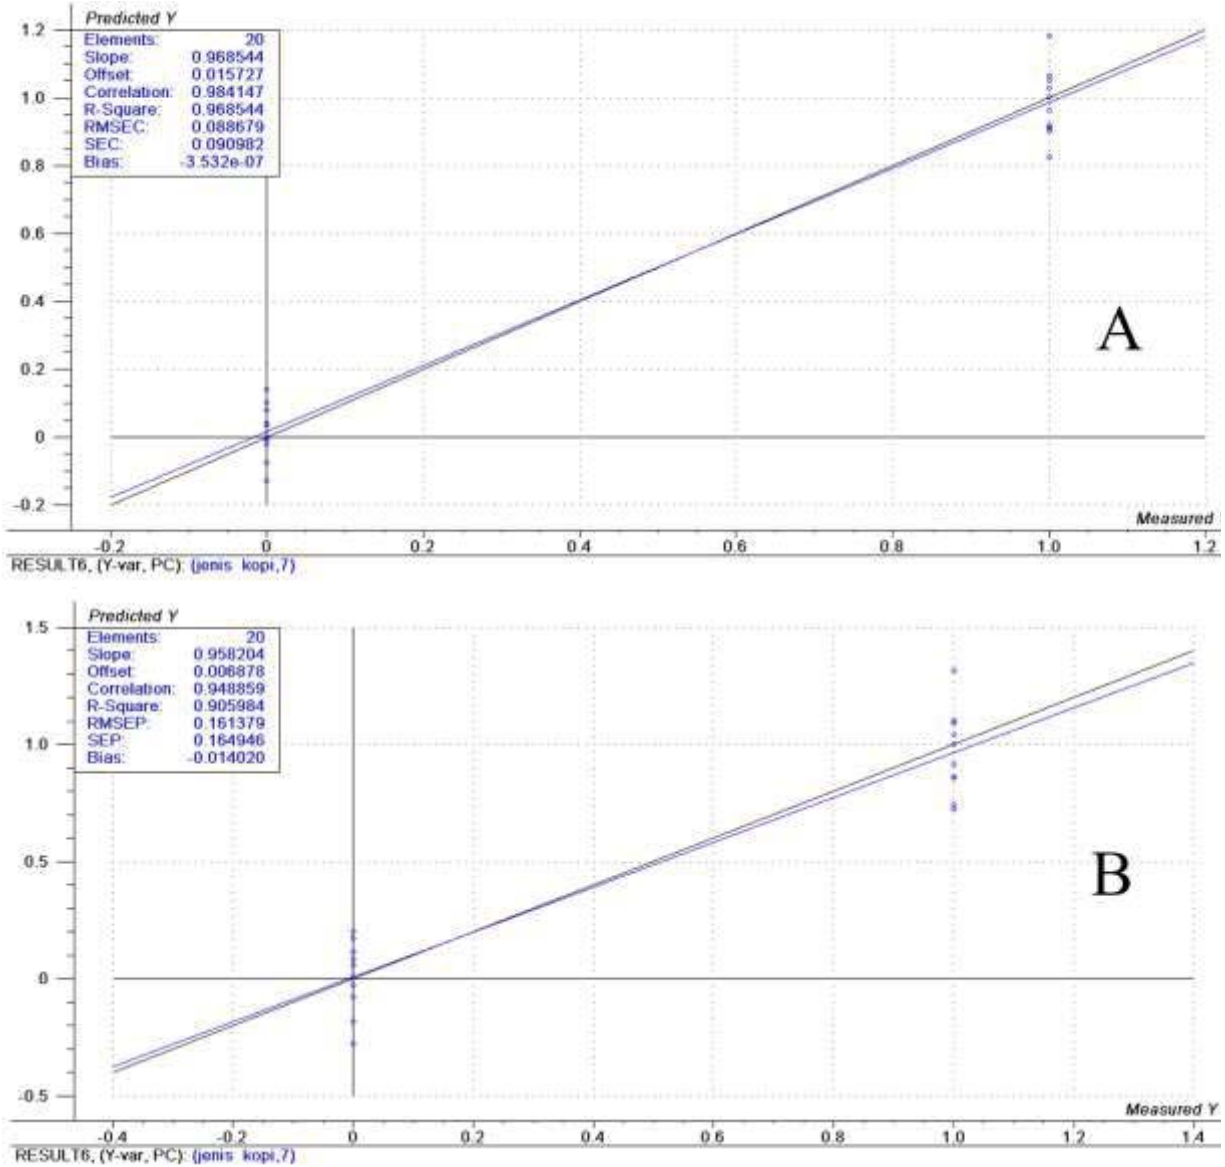 Predicted Y
Elements: 20
Slope: 0.968544
Offset: 0.015727
Correlation: 0.984147
R-Square: 0.968544
RMSEC: 0.088679
SEC: 0.090982
Bias: -3.532e-07
1.2
1.0
0.8
0.6
0.4
0.2
0
-0.2
A
Measured
-0.2 0 0.2 0.4 0.6 0.8 1.0 1.2
RESULT6, (Y-var, PC): (jenis kopi,7)
Predicted Y
Elements: 20
Slope: 0.958204
Offset: 0.006878
Correlation: 0.948859
R-Square: 0.905984
RMSEP: 0.161379
SEP: 0.164946
Bias: -0.014020
1.5
1.0
0.5
0
-0.5
B
Measured Y
-0.4 -0.2 0 0.2 0.4 0.6 0.8 1.0 1.2 1.4
RESULT6, (Y-var, PC): (jenis kopi,7)